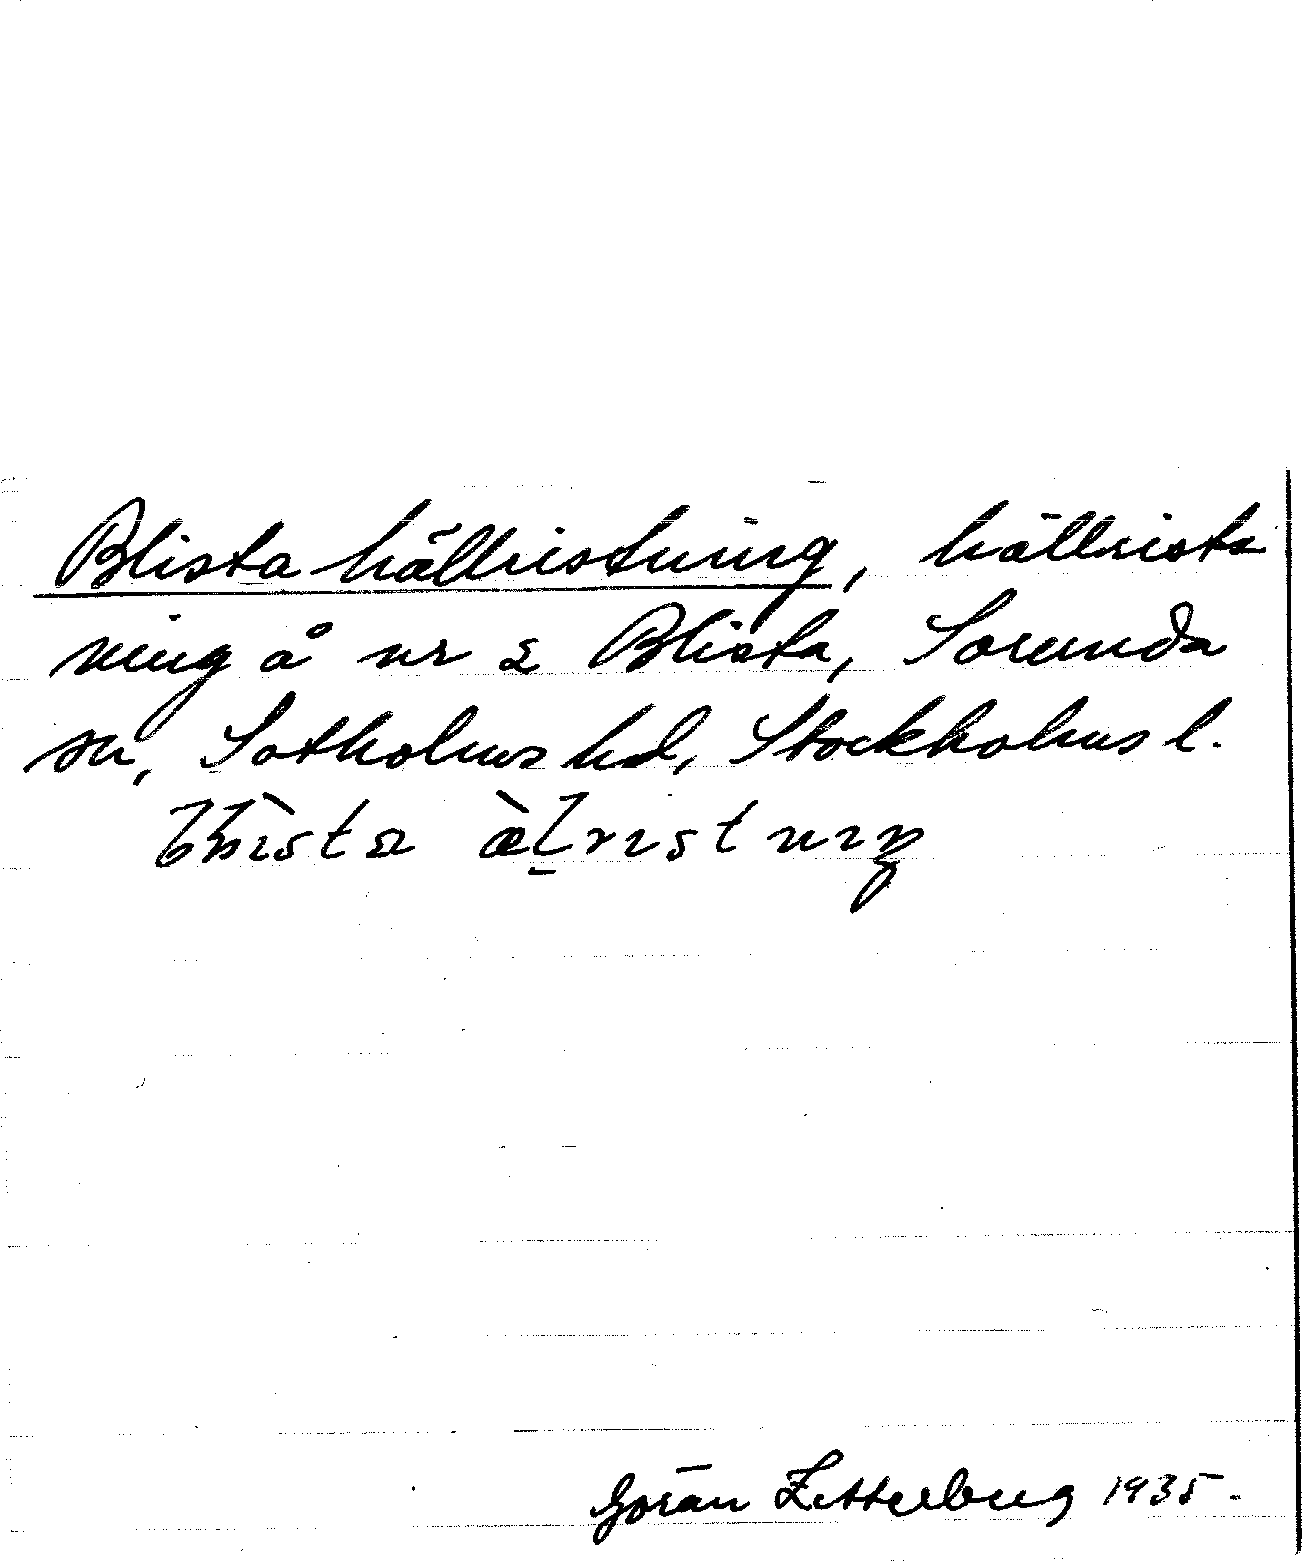 Blista hällristning, hällrist-
ning å nr 2 Blista, Sorunda
sn, Sotholms hd, Stockholms l.
Göran Zetterberg 1935.